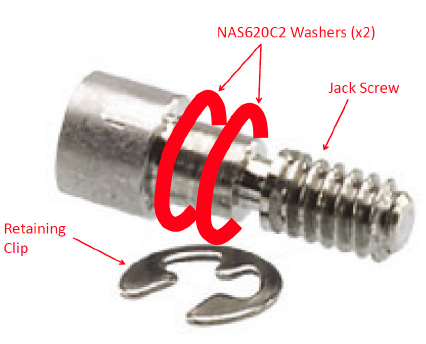 NAS620C2 Washers (x2)
Jack Screw
Retaining
Clip